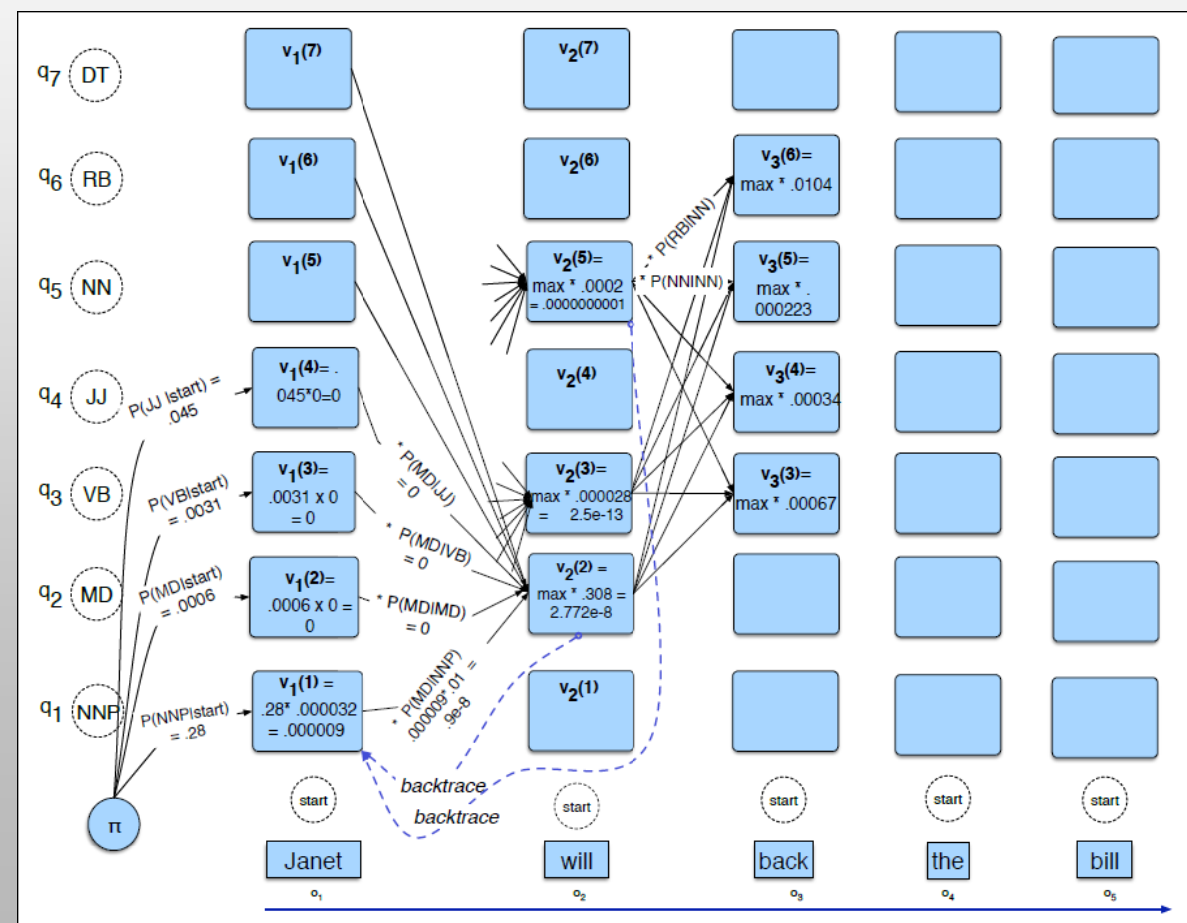 q7 DT
v1(7)
v2(7)
q6 RB
v1(6)
v2(6)
v3(6)=
max * .0104
* P(RB|NN)
q5 NN
v1(5)
v2(5)=
max * .0002
= .0000000001
* P(NN|NN)
v3(5)=
max * .
000223
q4 JJ
P(JJ |start) =
.045
v1(4)= .
045*0=0
* P(MD|JJ)
= 0
v2(4)
v3(4)=
max * .00034
q3 VB
P(VB|start)
= .0031
v1(3)=
.0031 x 0
= 0
* P(MD|VB)
= 0
v2(3)=
max * .000028
= 2.5e-13
v3(3)=
max * .00067
q2 MD
P(MD|start)
= .0006
v1(2)=
.0006 x 0 =
0
* P(MD|MD)
= 0
v2(2) =
max * .308 =
2.772e-8
q1 NNP
P(NNP|start)
= .28
v1(1) =
.28* .000032
= .000009
* P(MD|NNP)
.000009*.01 =
.9e-8
v2(1)
backtrace
backtrace
π
start start start start start
Janet will back the bill
o1 o2 o3 o4 o5